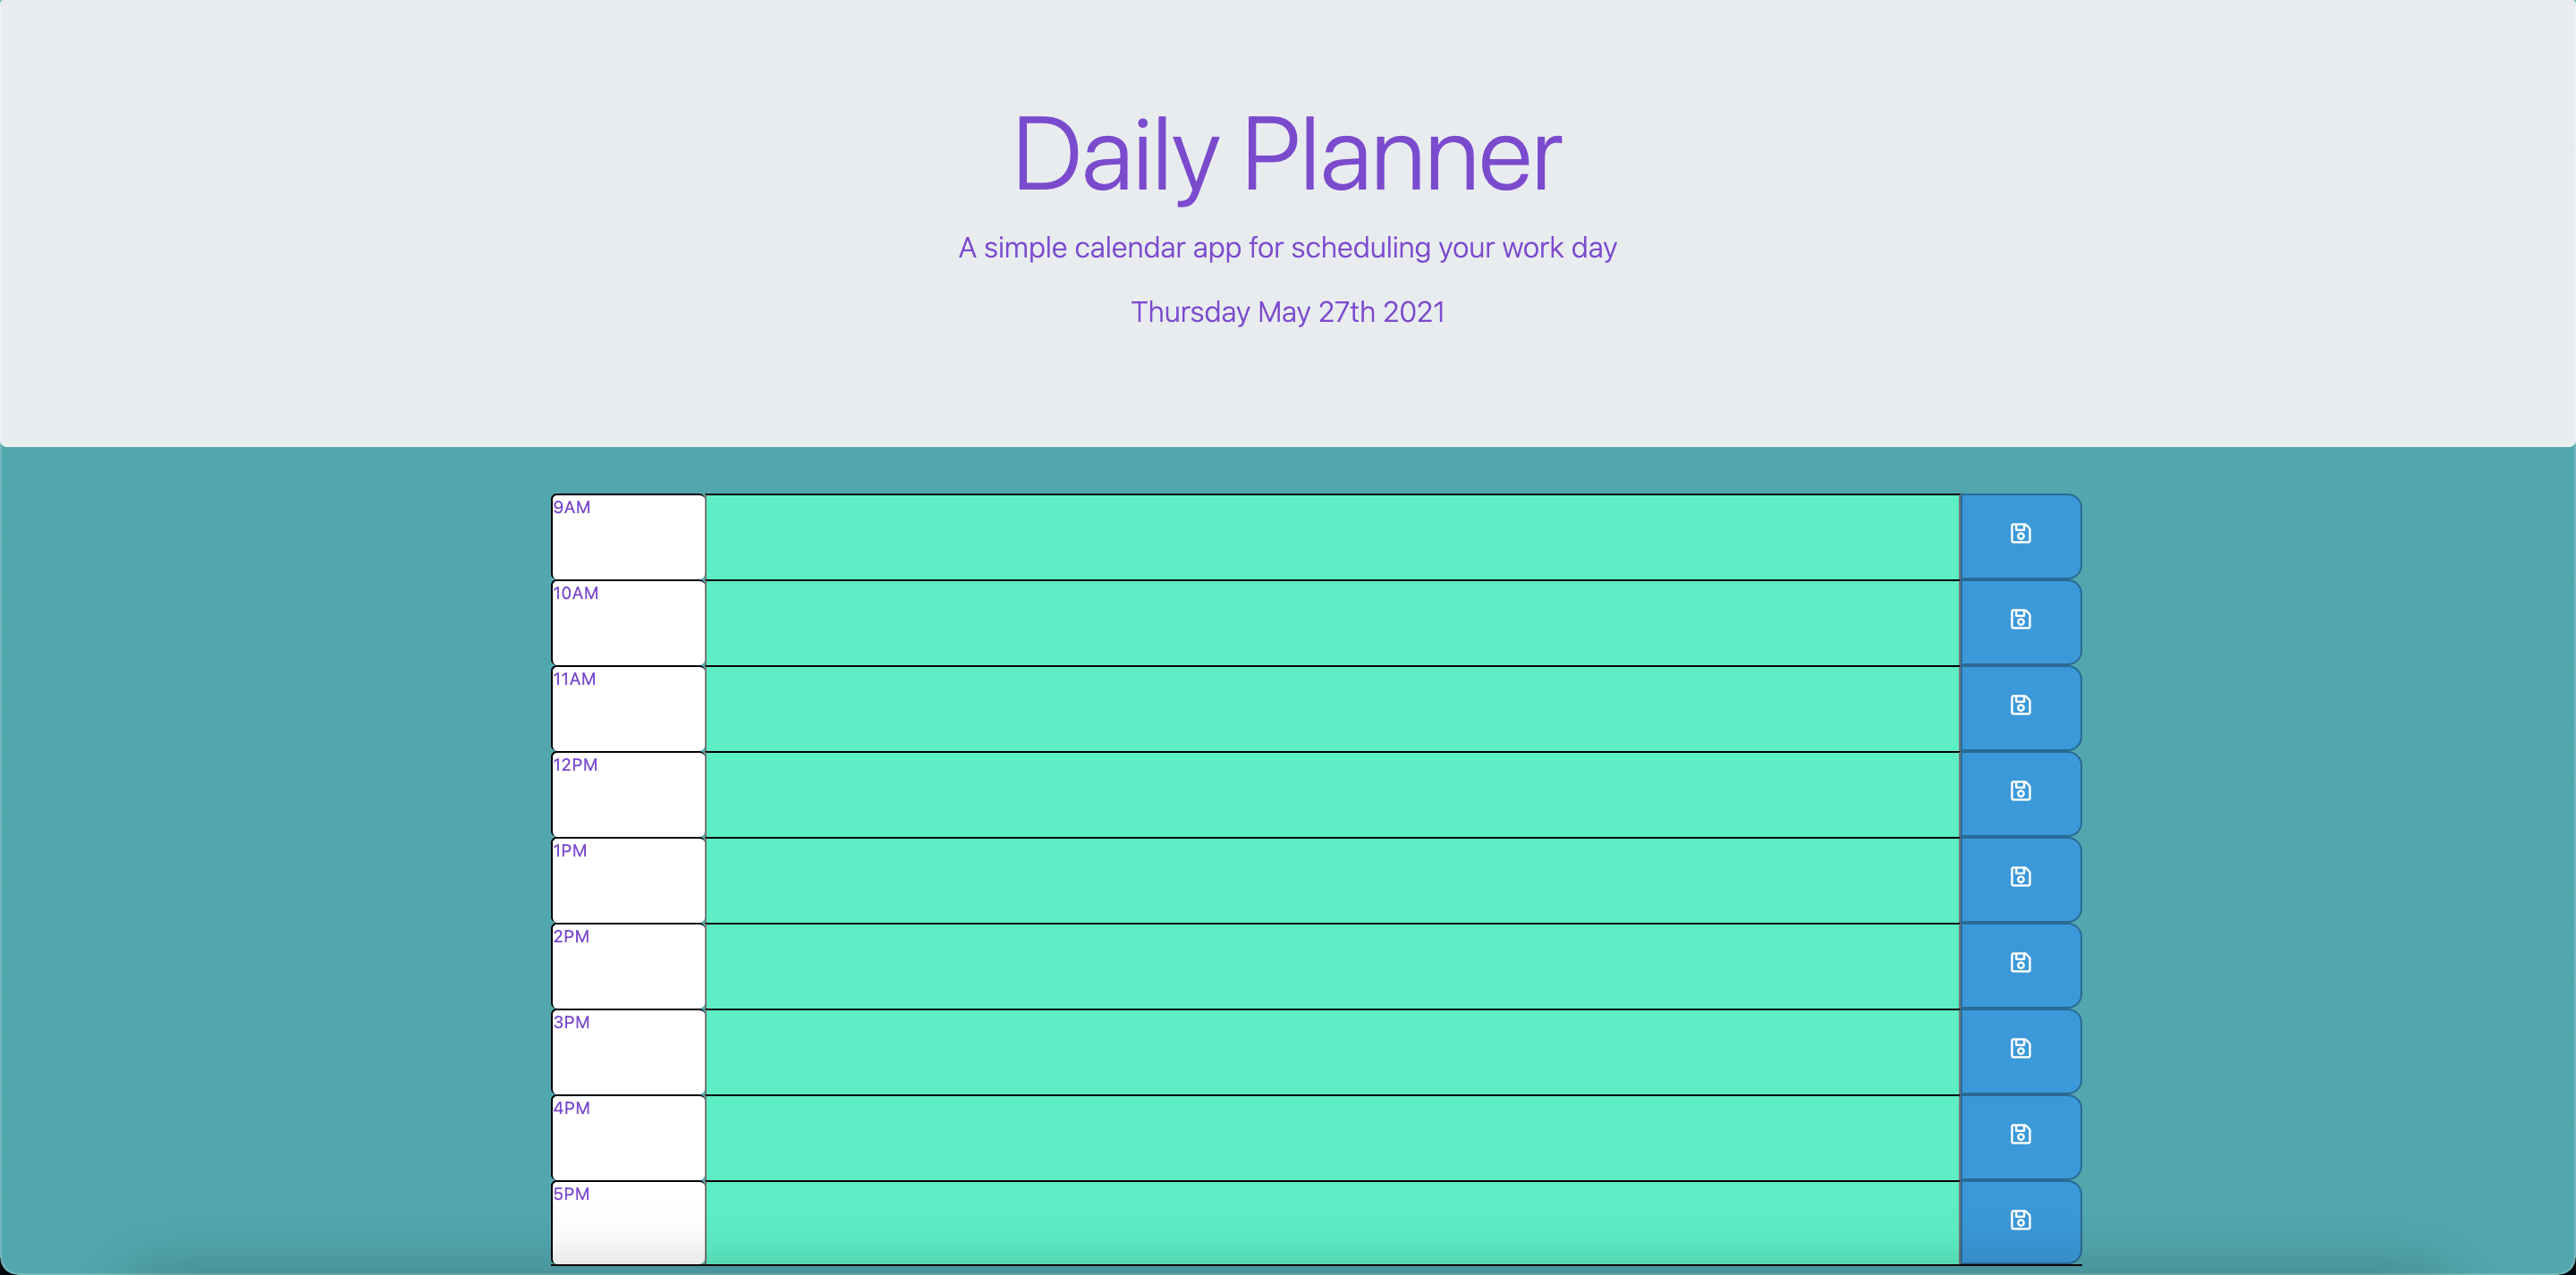 Daily Planner
A simple calendar app for scheduling your work day
Thursday May 27th 2021
9AM
10AM
11AM
12PM
1PM
2PM
3PM
4PM
5PM